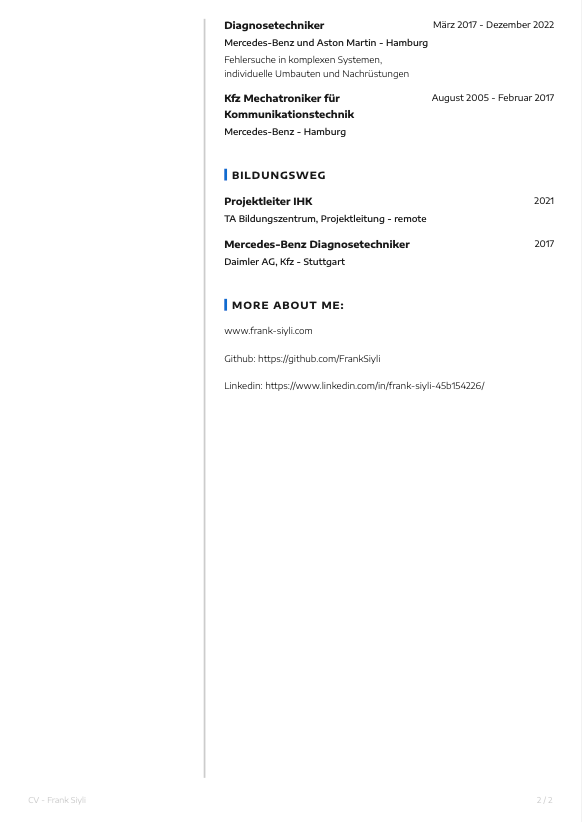 Diagnosetechniker März 2017 - Dezember 2022
Mercedes-Benz und Aston Martin - Hamburg
Fehlersuche in komplexen Systemen,
individuelle Umbauten und Nachrüstungen
Kfz Mechatroniker für August 2005 - Februar 2017
Kommunikationstechnik
Mercedes-Benz - Hamburg
BILDUNGSWEG
Projektleiter IHK 2021
TA Bildungszentrum, Projektleitung - remote
Mercedes-Benz Diagnosetechniker 2017
Daimler AG, Kfz - Stuttgart
MORE ABOUT ME:
www.frank-siyli.com
Github: https://github.com/FrankSiyli
Linkedin: https://www.linkedin.com/in/frank-siyli-45b154226/
CV - Frank Siyli 2 / 2